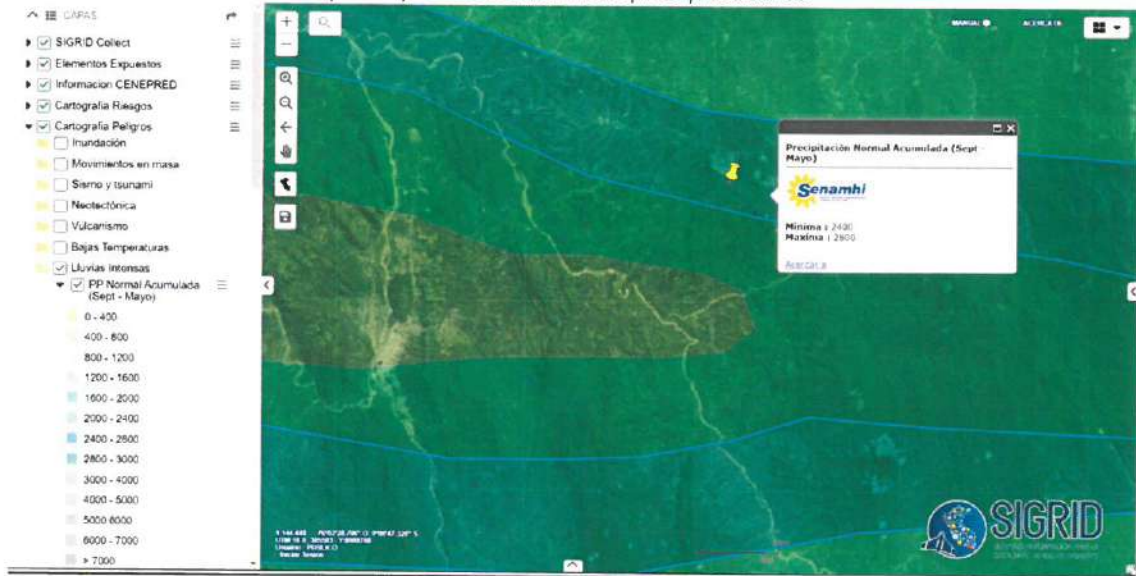 CAPAS
SIGRID Collect
Elementos Expuestos
Informacion CENEPRED
Cartografia Riesgos
Cartografia Peligros
Inundación
Movimientos en masa
Sismo y tsunami
Neotectónica
Vulcanismo
Bajas Temperaturas
Lluvias Intensas
PP Normal Acumulada
(Sept - Mayo)
0 - 400
400 - 800
800 - 1200
1200 - 1600
1600 - 2000
2000 - 2400
2400 - 2800
2800 - 3000
3000 - 4000
4000 - 5000
5000 6000
6000 - 7000
> 7000
MANUAL
ACERCA DE
Precipitación Normal Acumulada (Sept -
Mayo)
Senamhi
Minima : 2400
Maxima : 2800
Acercar a
SIGRID